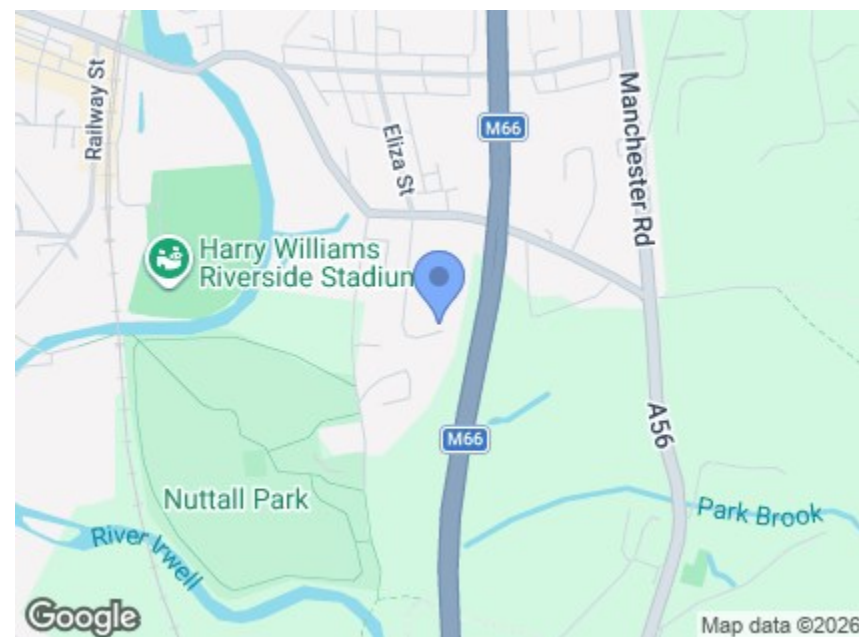 Railway St
Eliza St
M66
Manchester Rd
Harry Williams
Riverside Stadium
M66
A56
Nuttall Park
River Irwell
Park Brook
Google
Map data ©2026